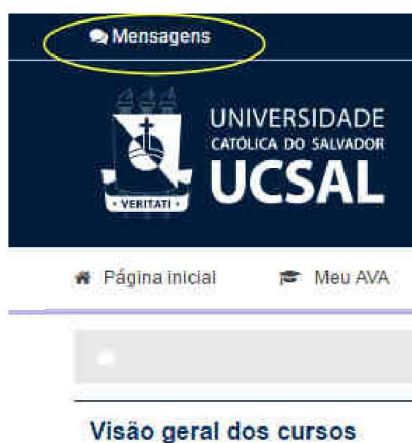 Mensagens
UNIVERSIDADE
CATÓLICA DO SALVADOR
UCSAL
• VERITATI •
Página inicial Meu AVA
Visão geral dos cursos